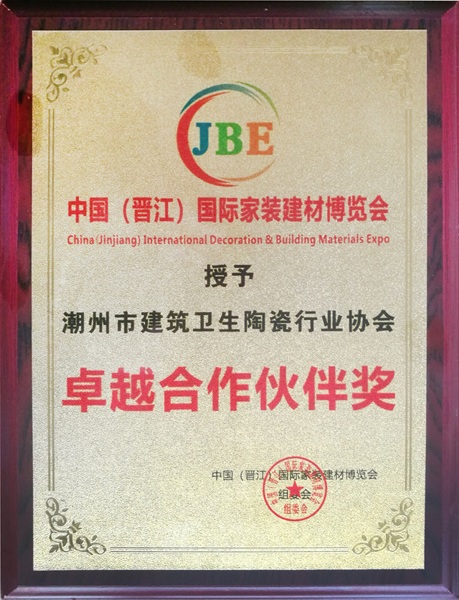 JBE
中国（晋江）国际家装建材博览会
China(Jinjiang) International Decoration & Building Materials Expo
授予
潮州市建筑卫生陶瓷行业协会
卓越合作伙伴奖
中国（晋江）国际家装建材博览会
组委会
组委会